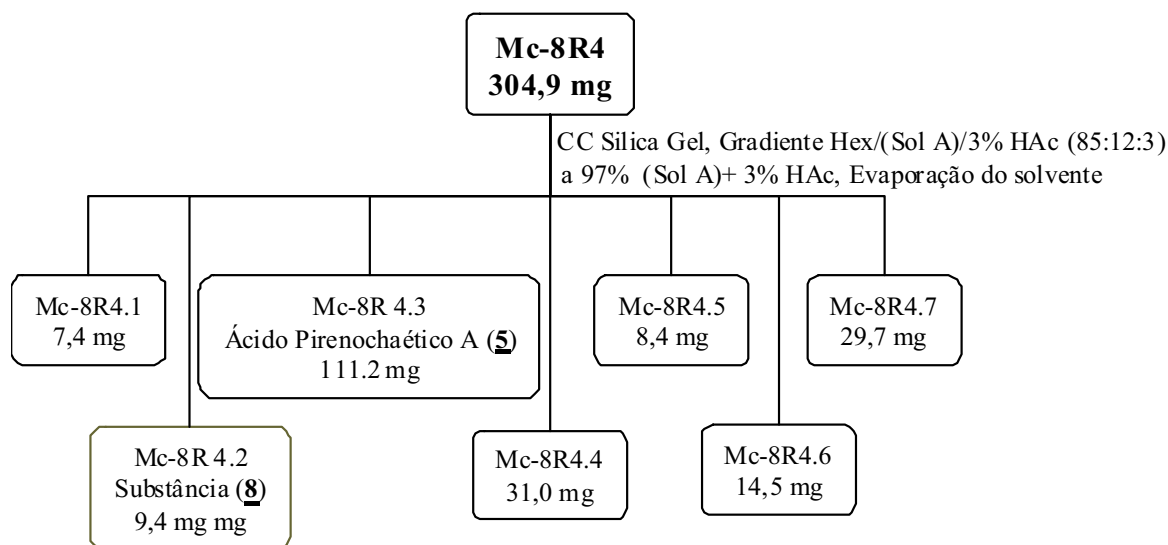 Mc-8R4
304,9 mg
CC Silica Gel, Gradiente Hex/(Sol A)/3% HAc (85:12:3)
a 97% (Sol A)+ 3% HAc, Evaporação do solvente
Mc-8R4.1
7,4 mg
Mc-8R 4.3
Ácido Pirenochaético A (5)
111.2 mg
Mc-8R4.5
8,4 mg
Mc-8R4.7
29,7 mg
Mc-8R 4.2
Substância (8)
9,4 mg mg
Mc-8R4.4
31,0 mg
Mc-8R4.6
14,5 mg